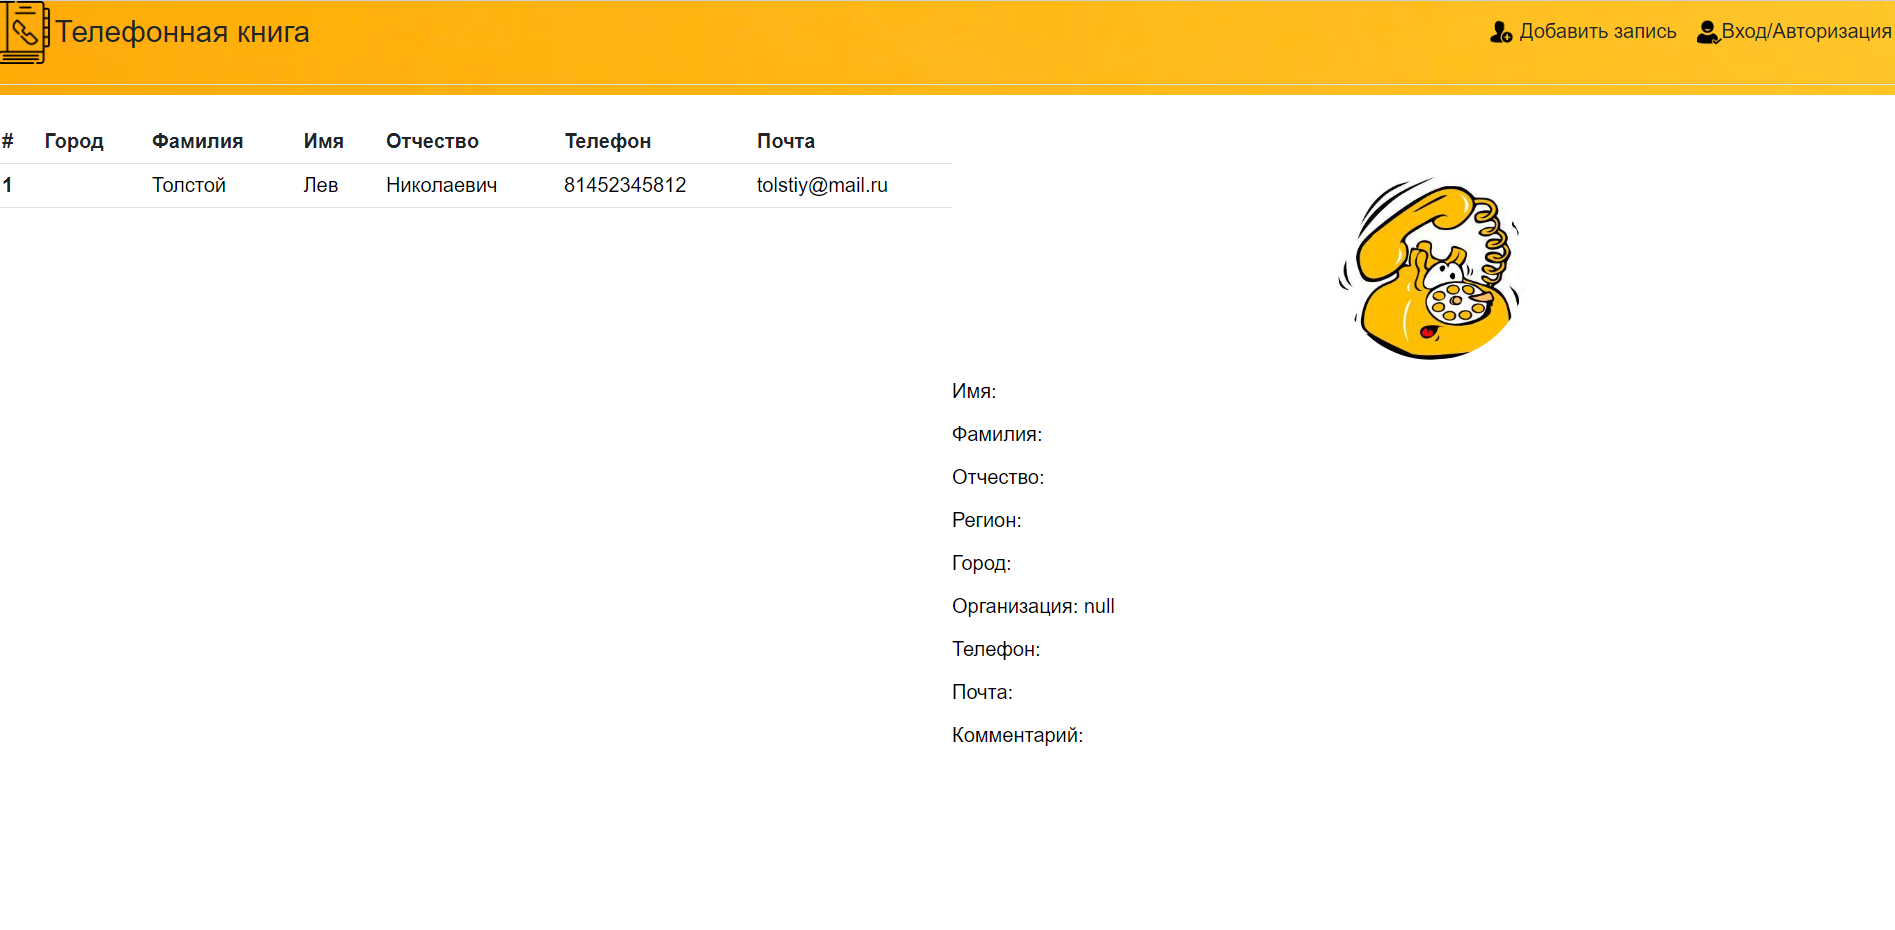 Телефонная книга
Добавить запись Вход/Авторизация
# Город Фамилия Имя Отчество Телефон Почта
1 Толстой Лев Николаевич 81452345812 tolstiy@mail.ru
Имя:
Фамилия:
Отчество:
Регион:
Город:
Организация: null
Телефон:
Почта:
Комментарий: